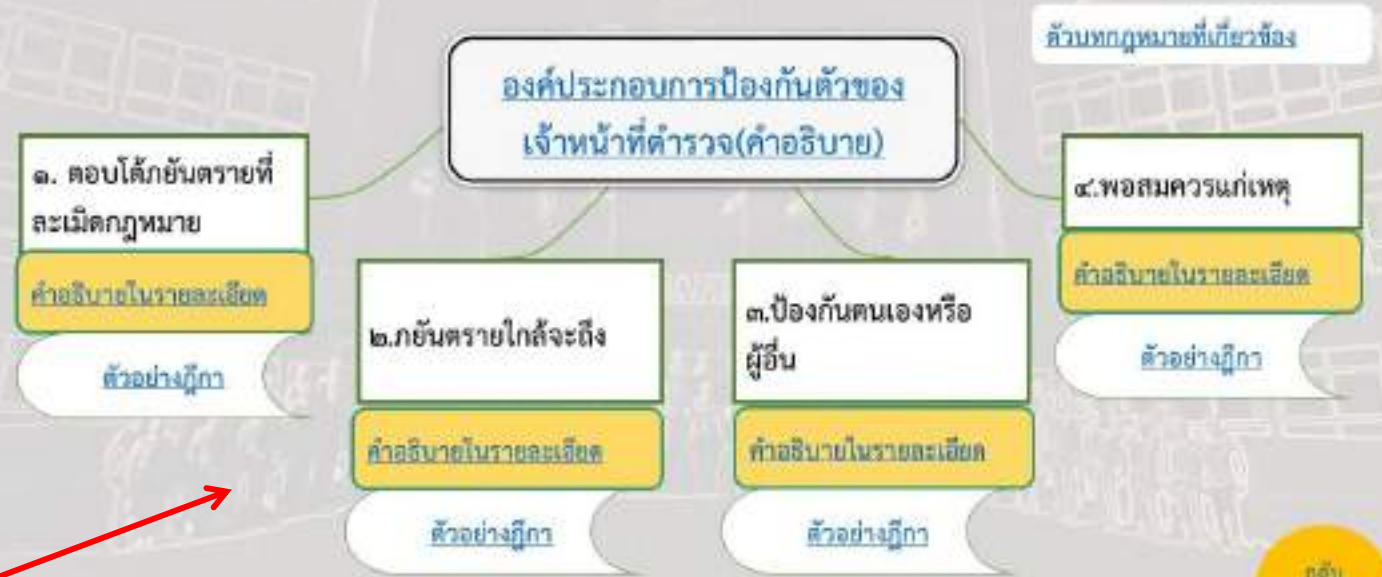 ตัวบทกฎหมายที่เกี่ยวข้อง
องค์ประกอบการป้องกันตัวของ
เจ้าหน้าที่ตำรวจ(คำอธิบาย)
๑. ตอบโต้ภยันตรายที่
ละเมิดกฎหมาย
คำอธิบายในรายละเอียด
ตัวอย่างฎีกา
๒.ภยันตรายใกล้จะถึง
คำอธิบายในรายละเอียด
ตัวอย่างฎีกา
๓.ป้องกันตนเองหรือ
ผู้อื่น
คำอธิบายในรายละเอียด
ตัวอย่างฎีกา
๔.พอสมควรแก่เหตุ
คำอธิบายในรายละเอียด
ตัวอย่างฎีกา